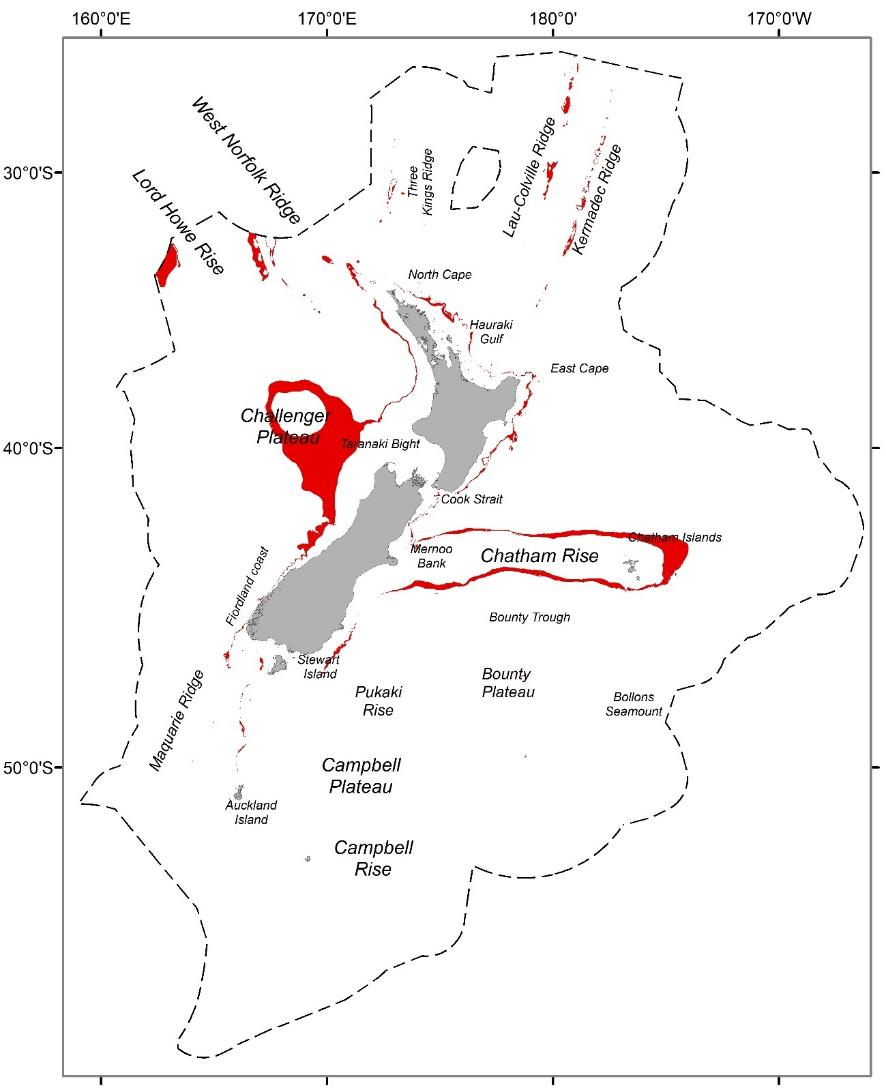 160°0'E
170°0'E
180°0'
170°0'W
30°0'S
40°0'S
50°0'S
West Norfolk Ridge
Lord Howe Rise
Three
Kings Ridge
Lau-Colville Ridge
Kermadec Ridge
North Cape
Hauraki
Gulf
East Cape
Challenger
Plateau
Taranaki Bight
Cook Strait
Chatham Islands
Mernoo
Bank
Chatham Rise
Fiordland coast
Bounty Trough
Stewart
Island
Maquarie Ridge
Pukaki
Rise
Bounty
Plateau
Bollons
Seamount
Campbell
Plateau
Auckland
Island
Campbell
Rise